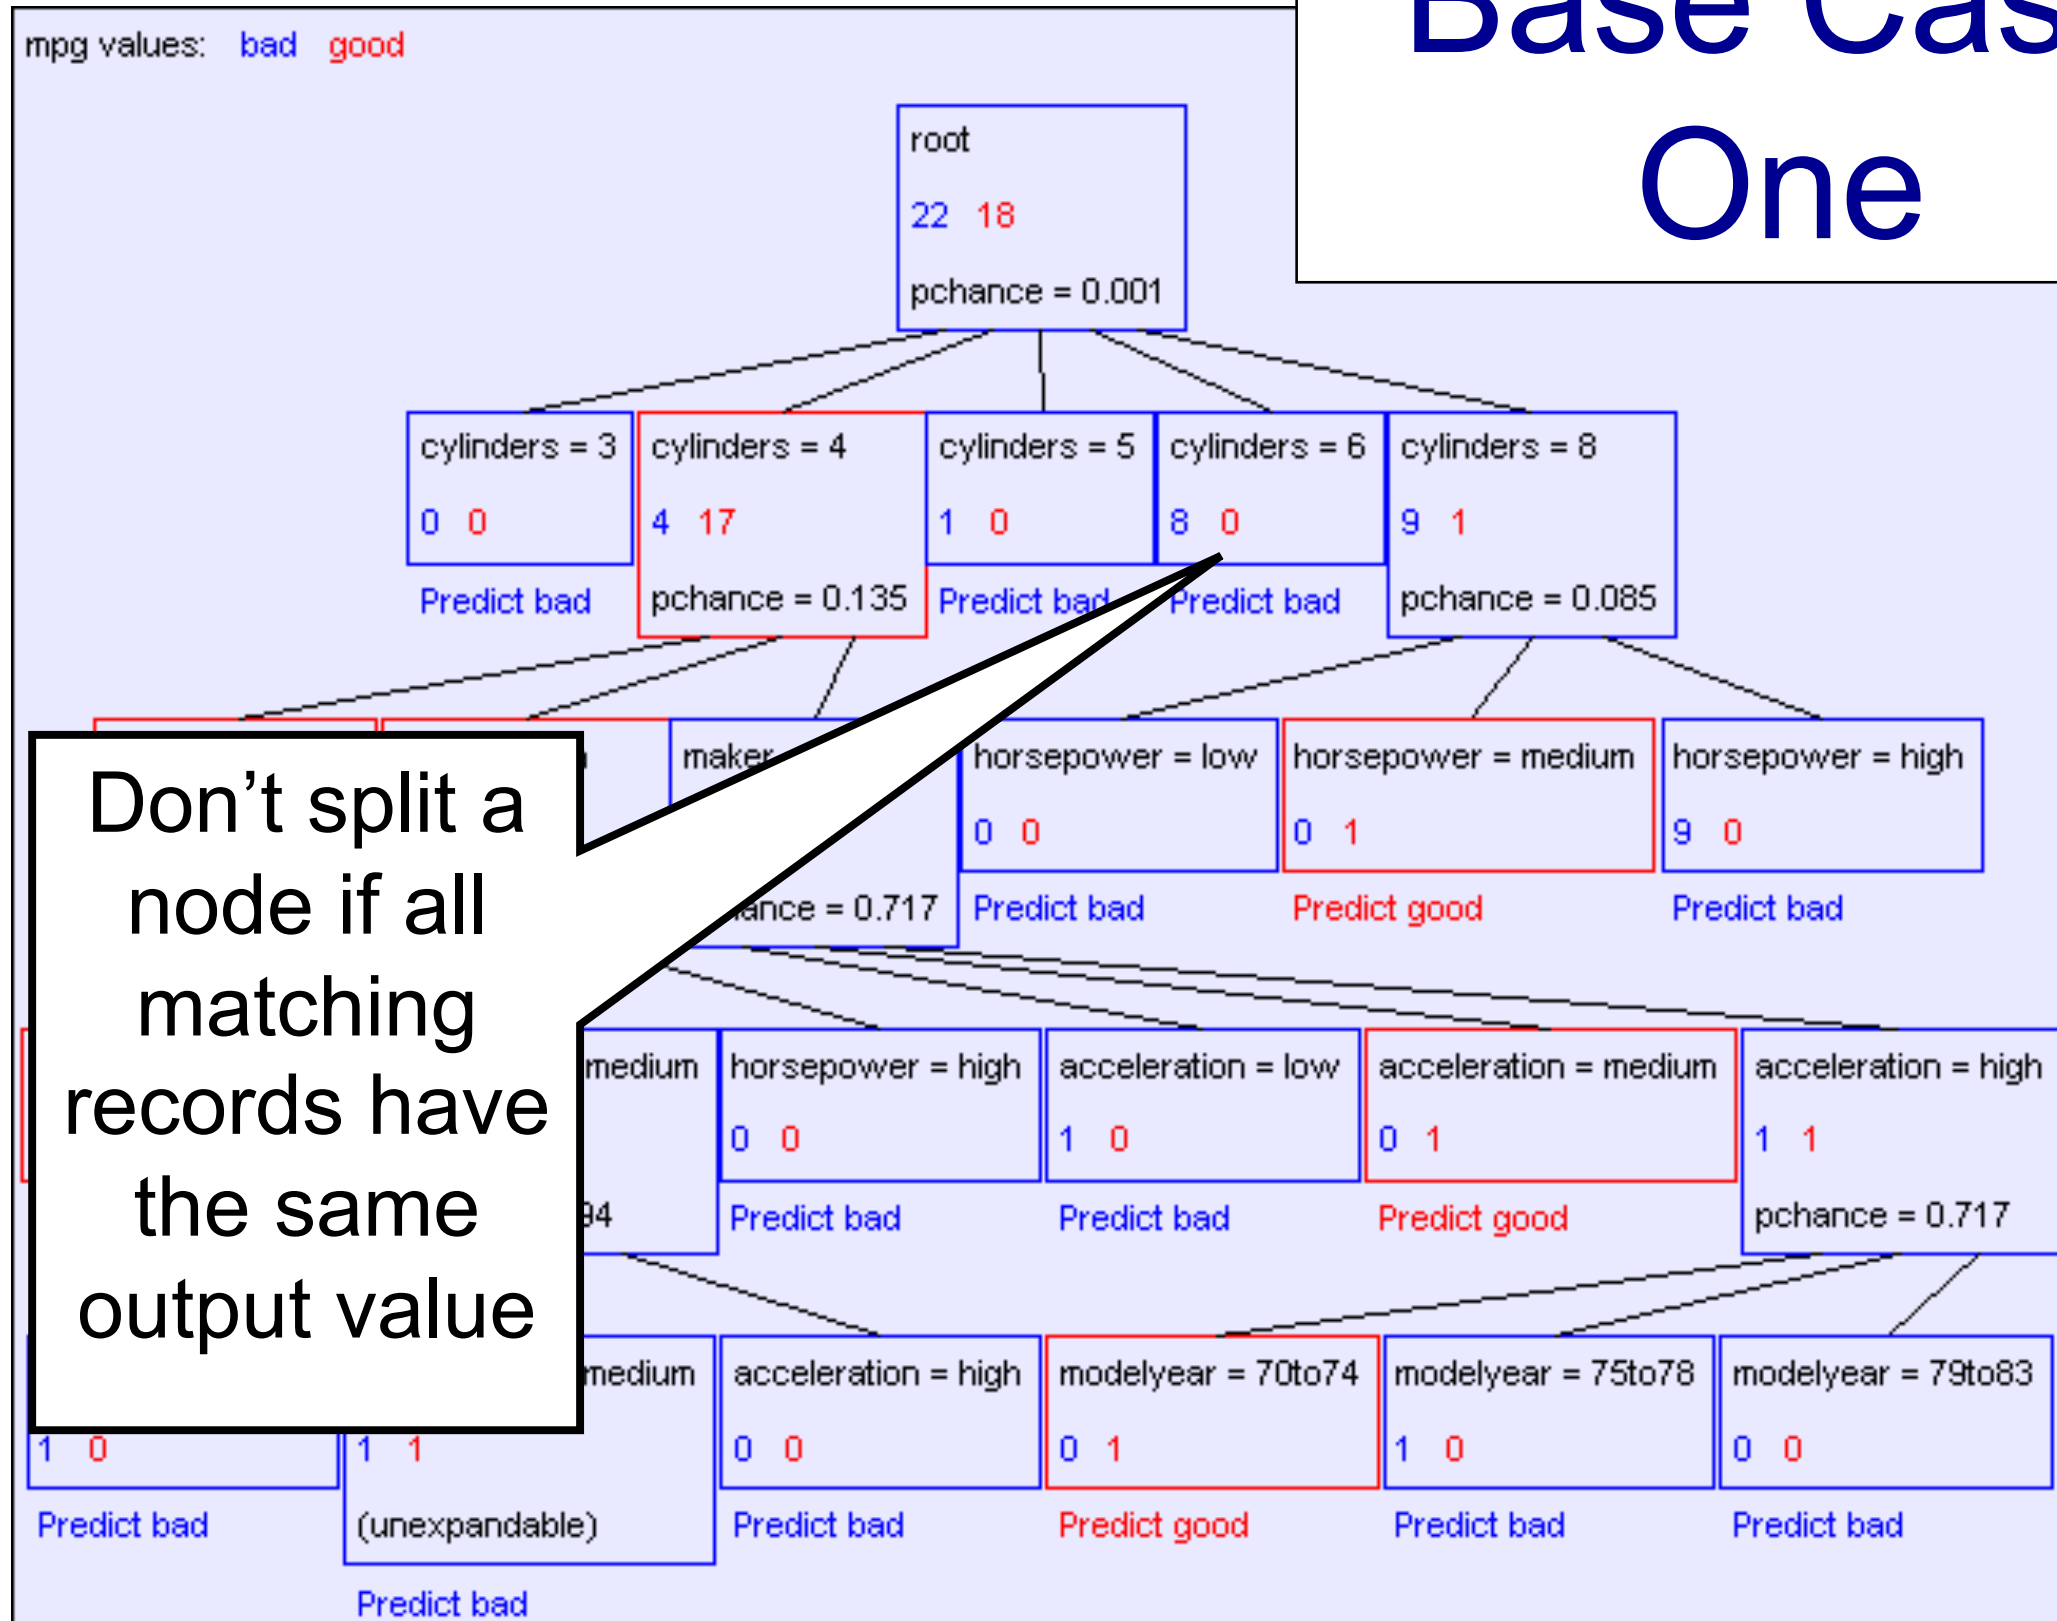 Base Cas
One
mpg values: bad good
root
22 18
pchance = 0.001
cylinders = 3
0 0
Predict bad
cylinders = 4
4 17
pchance = 0.135
cylinders = 5
1 0
Predict bad
cylinders = 6
8 0
Predict bad
cylinders = 8
9 1
pchance = 0.085
maker
= 0.717
horsepower = low
0 0
Predict bad
horsepower = medium
0 1
Predict good
horsepower = high
9 0
Predict bad
Don’t split a
node if all
matching
records have
the same
output value
medium
94
horsepower = high
0 0
Predict bad
acceleration = low
1 0
Predict bad
acceleration = medium
0 1
Predict good
acceleration = high
1 1
pchance = 0.717
1 0
Predict bad
medium
1 1
(unexpandable)
Predict bad
acceleration = high
0 0
Predict bad
modelyear = 70to74
0 1
Predict good
modelyear = 75to78
1 0
Predict bad
modelyear = 79to83
0 0
Predict bad